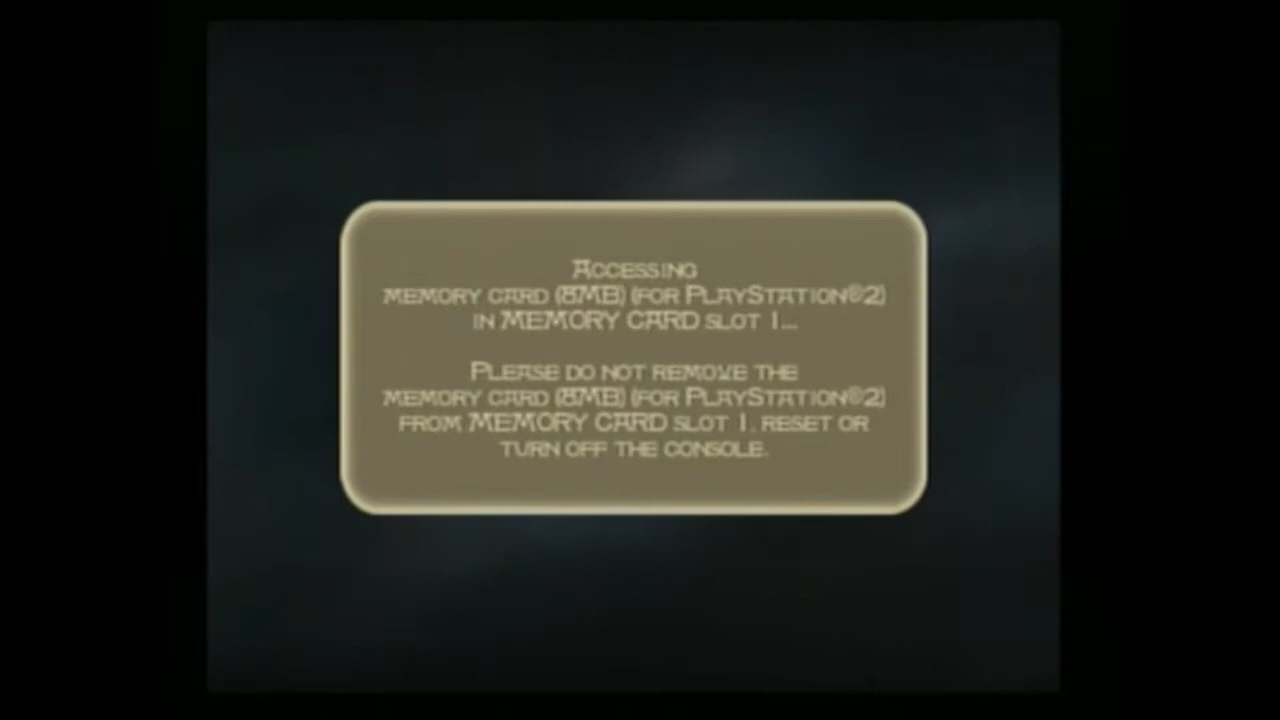 Accessing
memory card (8MB) (for PlayStation®2)
in MEMORY CARD slot 1...
Please do not remove the
memory card (8MB) (for PlayStation®2)
from MEMORY CARD slot 1, reset or
turn off the console.